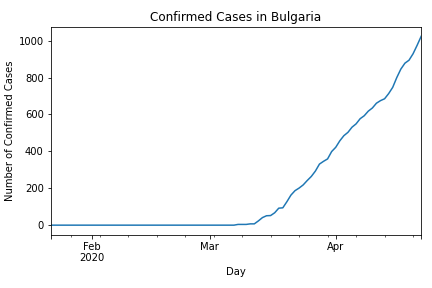 Confirmed Cases in Bulgaria
1000
800
600
400
200
0
Number of Confirmed Cases
Feb
2020
Mar
Apr
Day